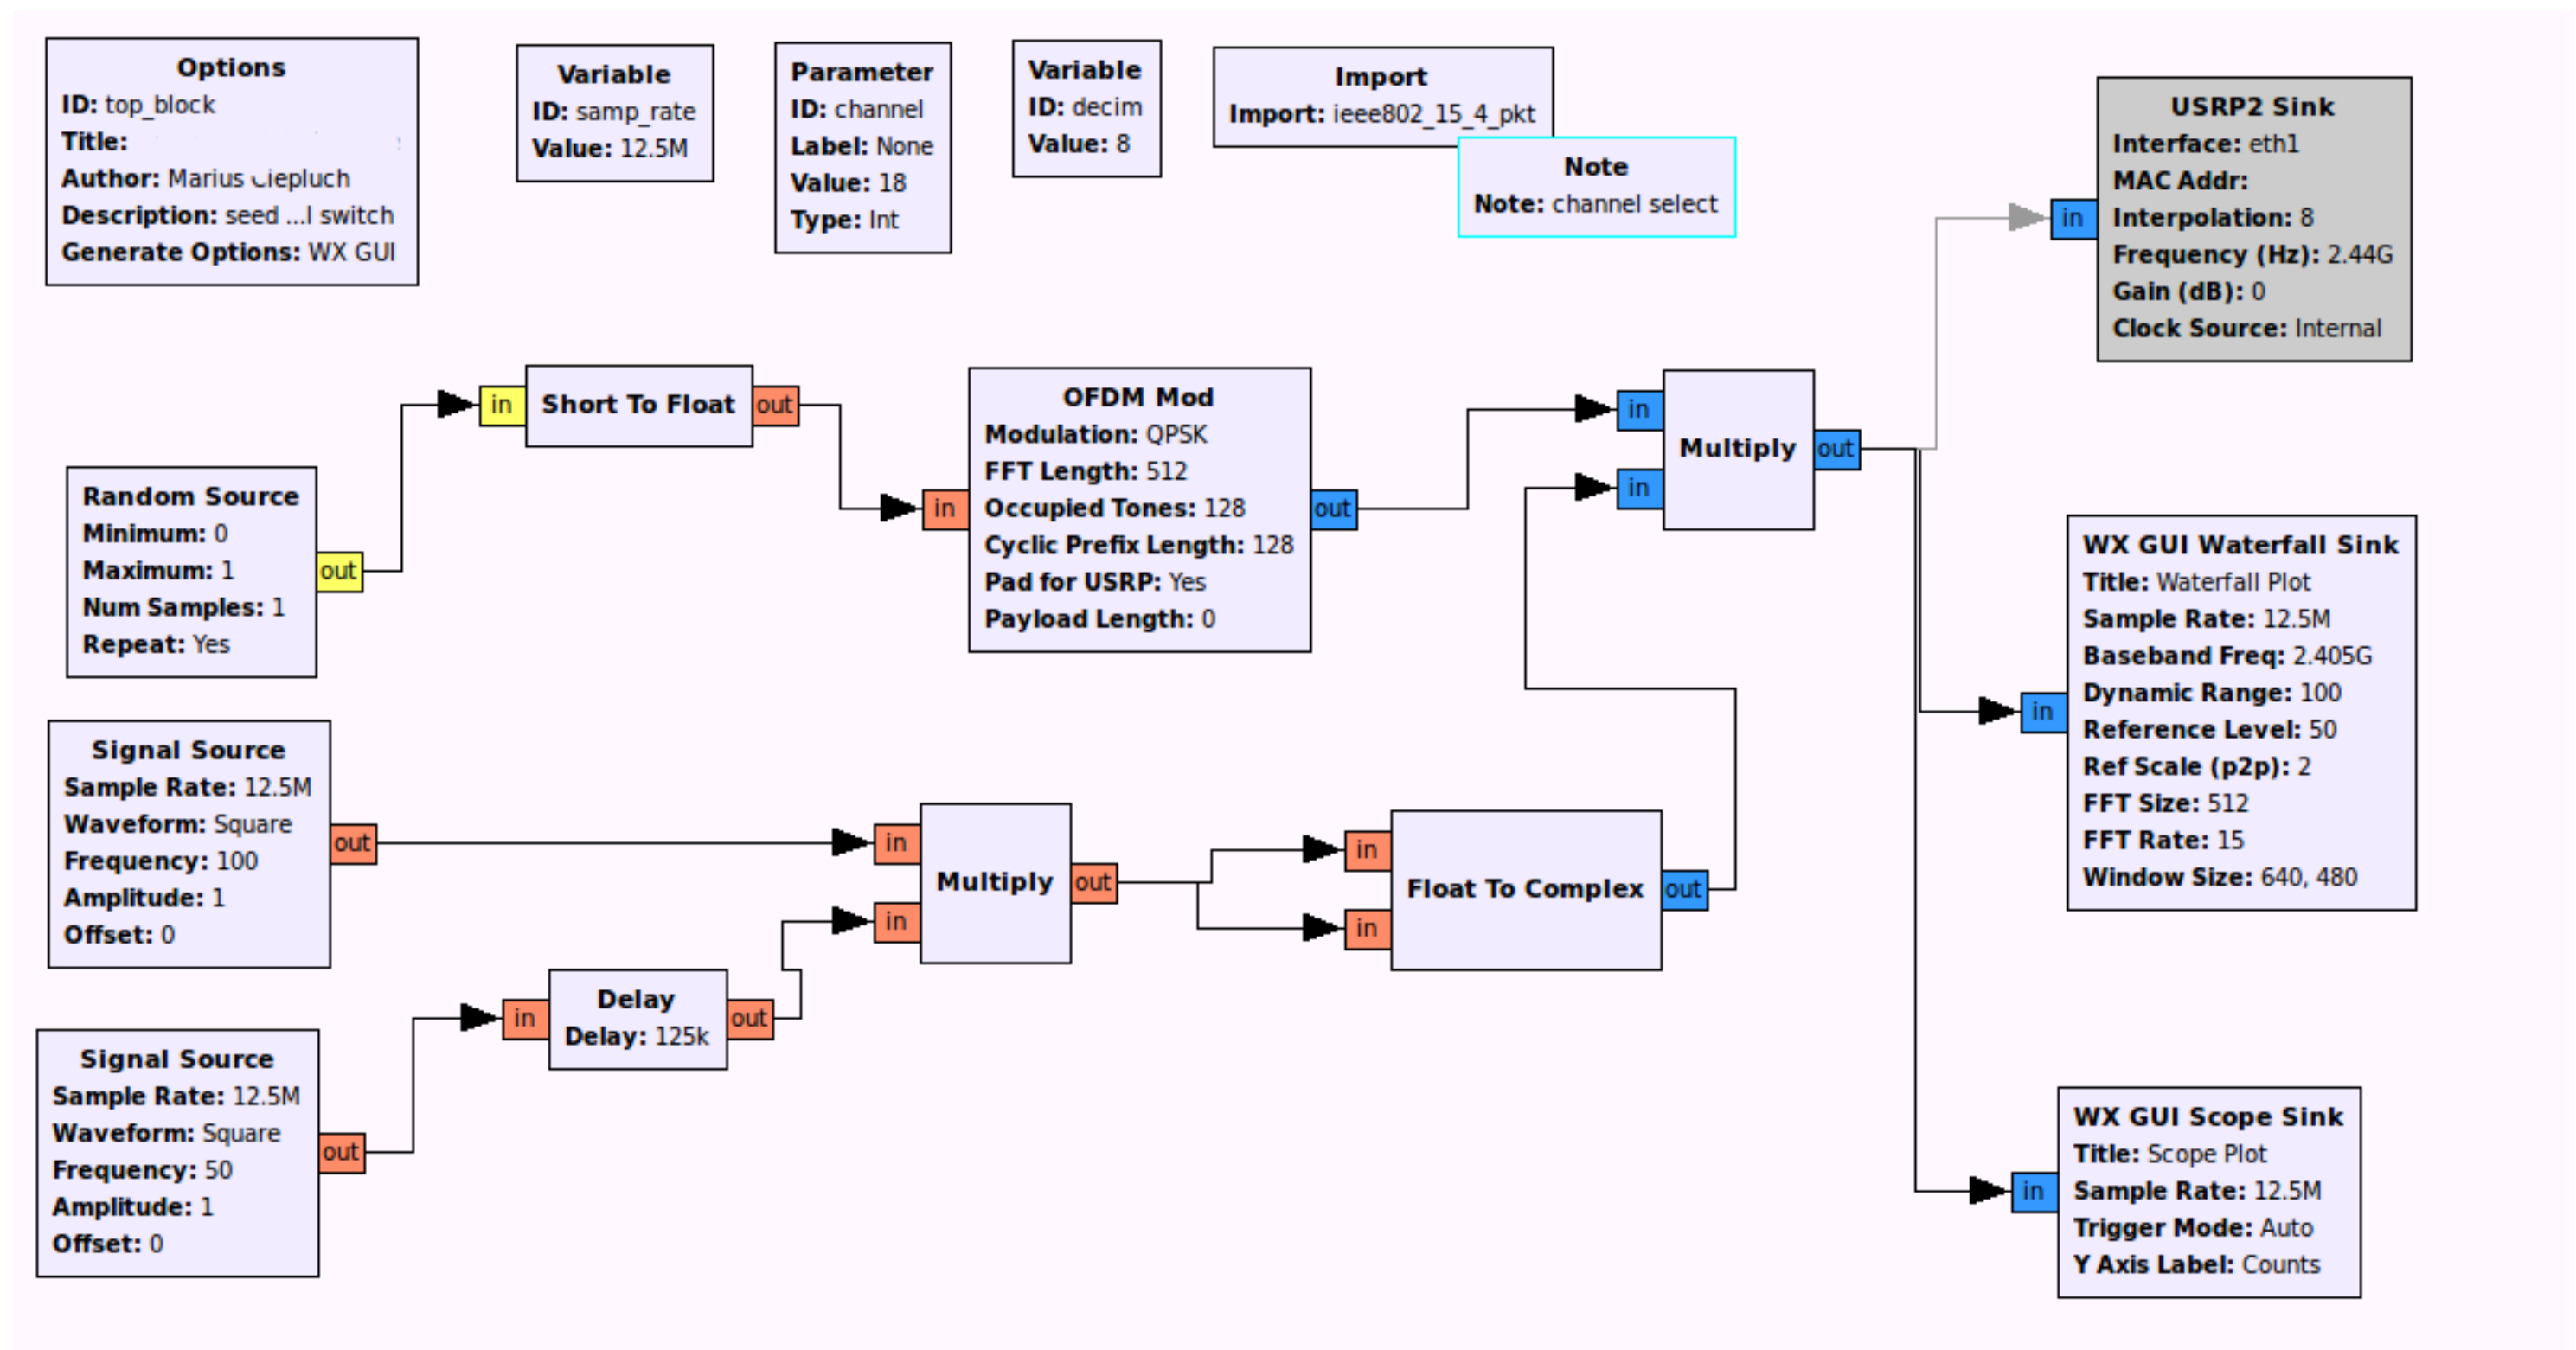 Options
ID: top_block
Title:
Author: Marius
Description: seed ...l switch
Generate Options: WX GUI
Variable
ID: samp_rate
Value: 12.5M
Parameter
ID: channel
Label: None
Value: 18
Type: Int
Variable
ID: decim
Value: 8
Import
Import: ieee802_15_4_pkt
Note
Note: channel select
USRP2 Sink
Interface: eth1
MAC Addr:
Interpolation: 8
Frequency (Hz): 2.44G
Gain (dB): 0
Clock Source: Internal
in
Random Source
Minimum: 0
Maximum: 1
Num Samples: 1
Repeat: Yes
out
in
Short To Float
out
in
OFDM Mod
Modulation: QPSK
FFT Length: 512
Occupied Tones: 128
Cyclic Prefix Length: 128
Pad for USRP: Yes
Payload Length: 0
out
in
in
Multiply
out
in
WX GUI Waterfall Sink
Title: Waterfall Plot
Sample Rate: 12.5M
Baseband Freq: 2.405G
Dynamic Range: 100
Reference Level: 50
Ref Scale (p2p): 2
FFT Size: 512
FFT Rate: 15
Window Size: 640, 480
Signal Source
Sample Rate: 12.5M
Waveform: Square
Frequency: 100
Amplitude: 1
Offset: 0
out
in
in
Multiply
out
in
in
Float To Complex
out
Signal Source
Sample Rate: 12.5M
Waveform: Square
Frequency: 50
Amplitude: 1
Offset: 0
out
in
Delay
Delay: 125k
out
in
WX GUI Scope Sink
Title: Scope Plot
Sample Rate: 12.5M
Trigger Mode: Auto
Y Axis Label: Counts